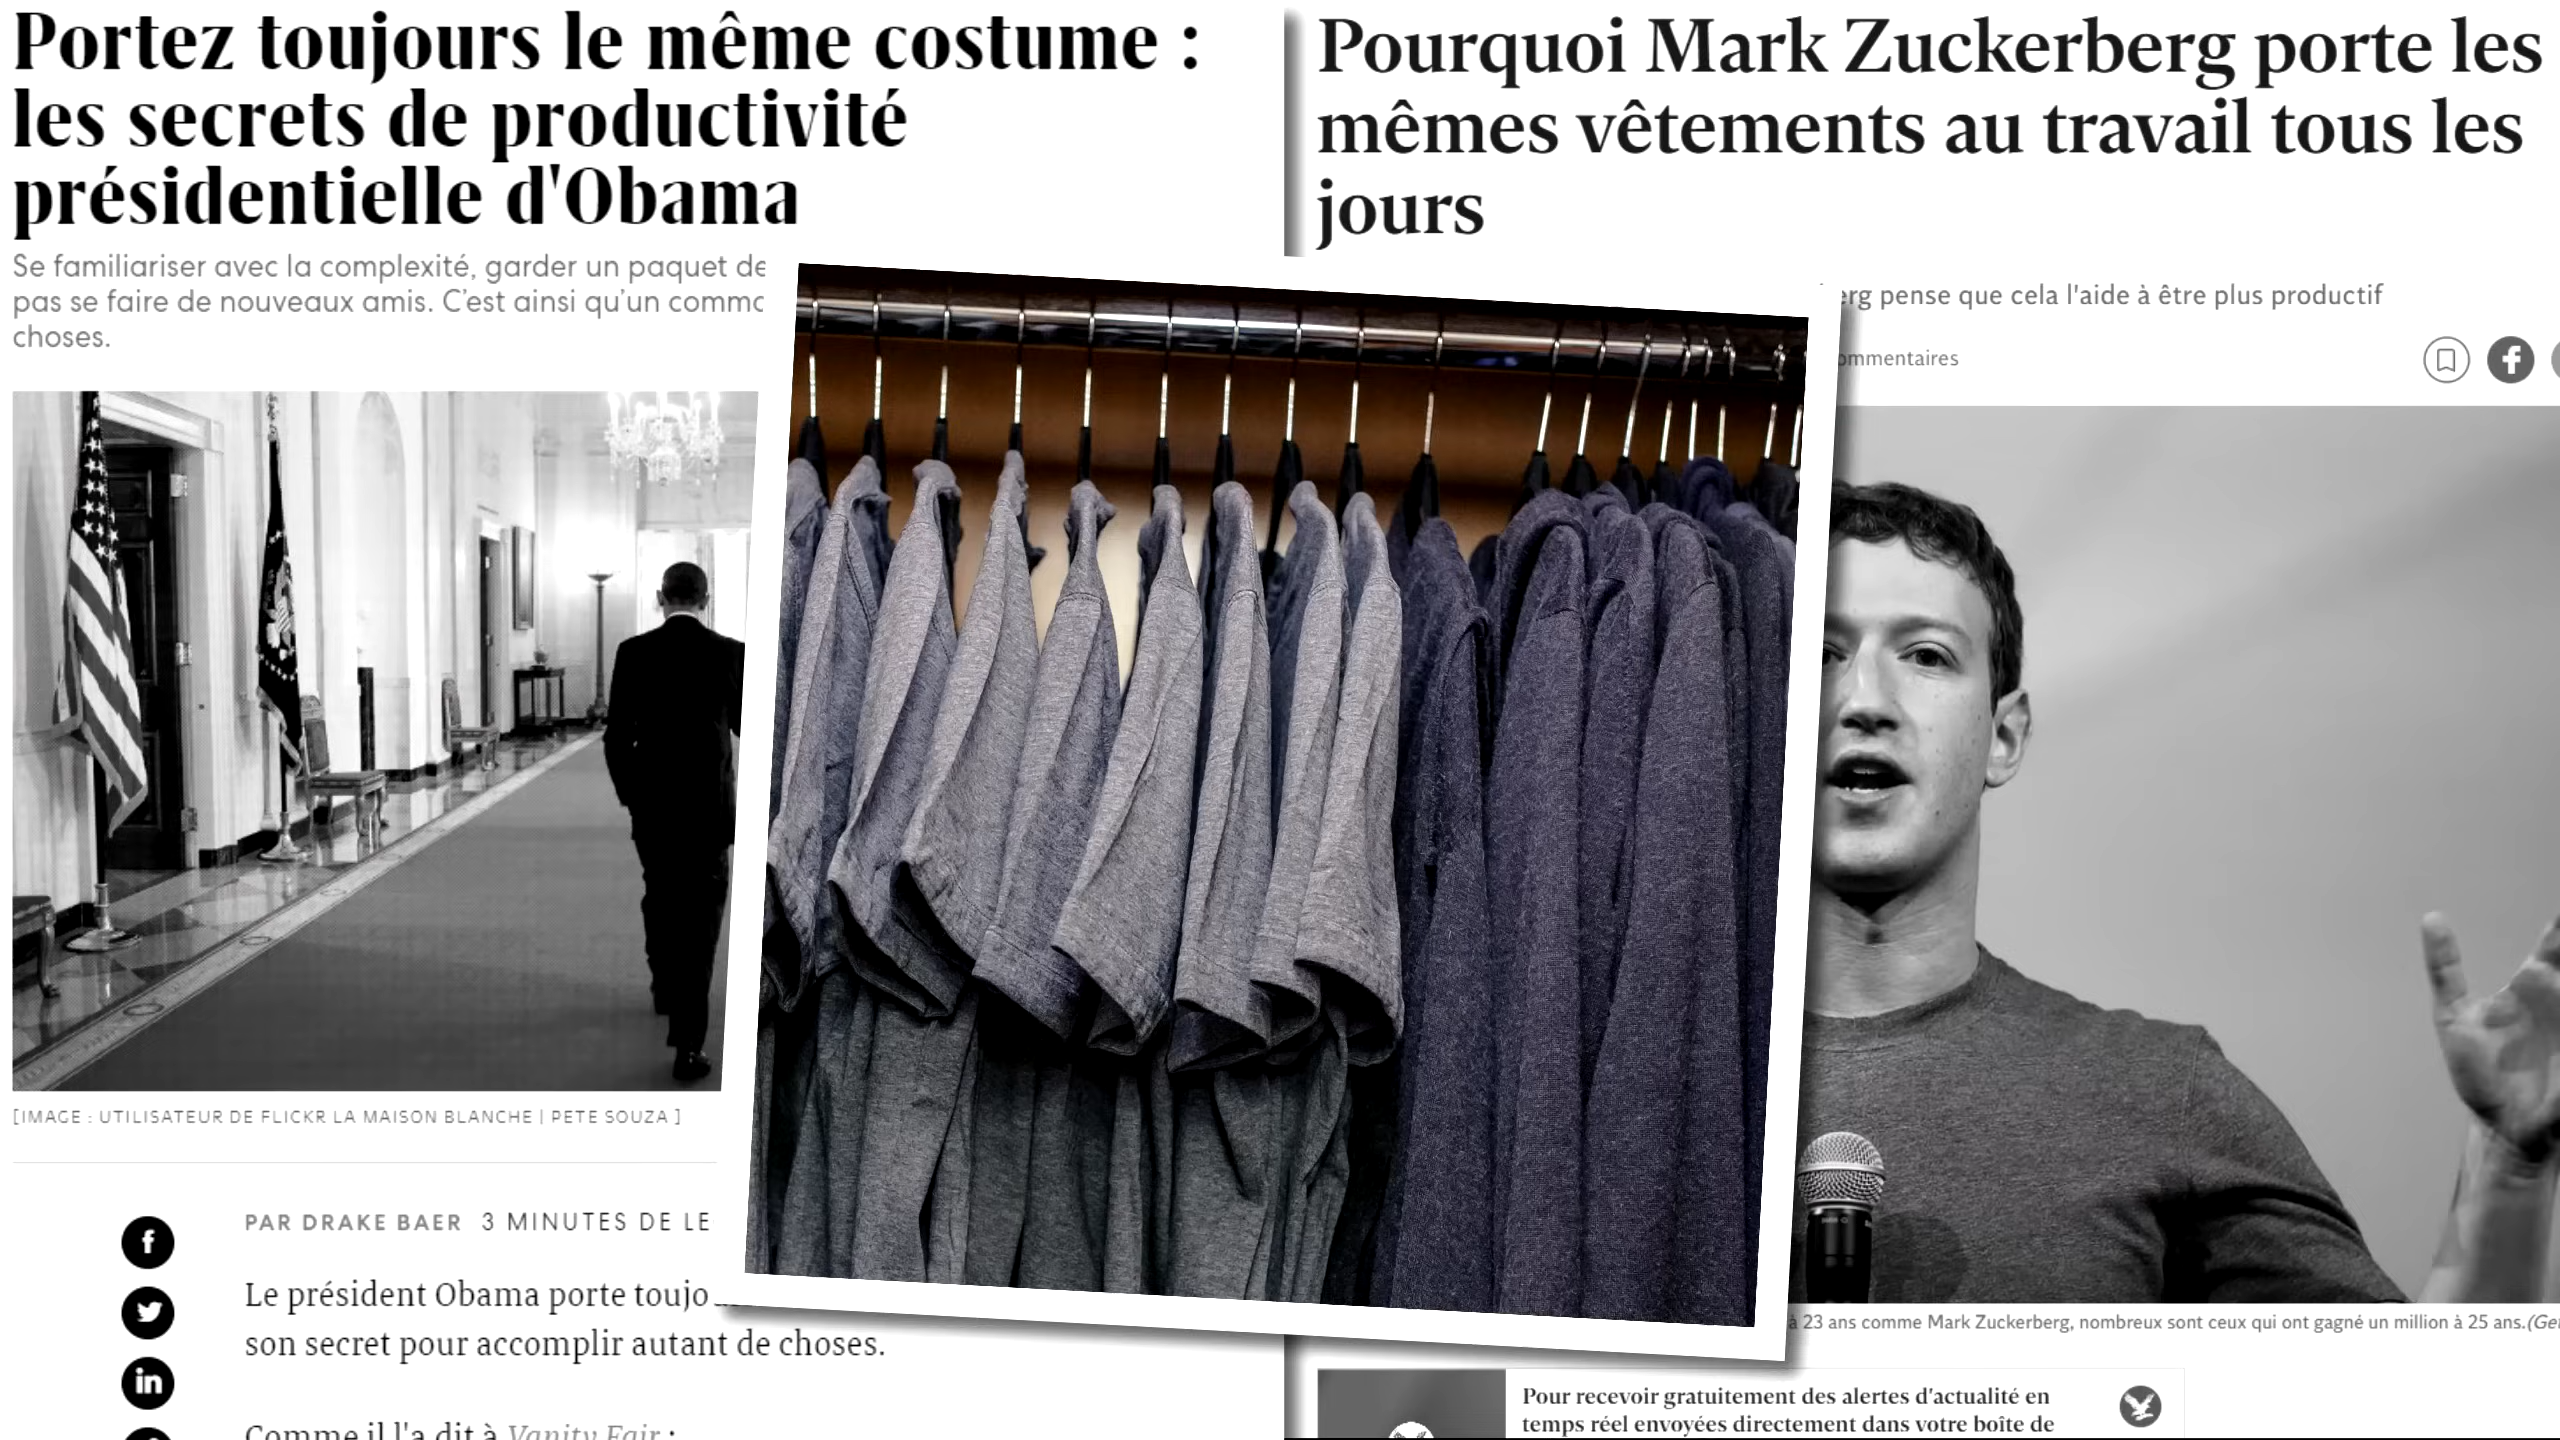 Portez toujours le même costume :
les secrets de productivité
présidentielle d'Obama
Se familiariser avec la complexité, garder un paquet de
pas se faire de nouveaux amis. C'est ainsi qu'un
choses.
[IMAGE : UTILISATEUR DE FLICKR LA MAISON BLANCHE | PETE SOUZA ]
PAR DRAKE BAER 3 MINUTES DE
Le président Obama porte
son secret pour accomplir autant de choses.
Comme il l'a dit à Vanity Fair :
Pourquoi Mark Zuckerberg porte les
mêmes vêtements au travail tous les
jours
pense que cela l'aide à être plus productif
à 23 ans comme Mark Zuckerberg, nombreux sont ceux qui ont gagné un million à 25 ans.
Pour recevoir gratuitement des alertes d'actualité en
temps réel envoyées directement dans votre boîte de